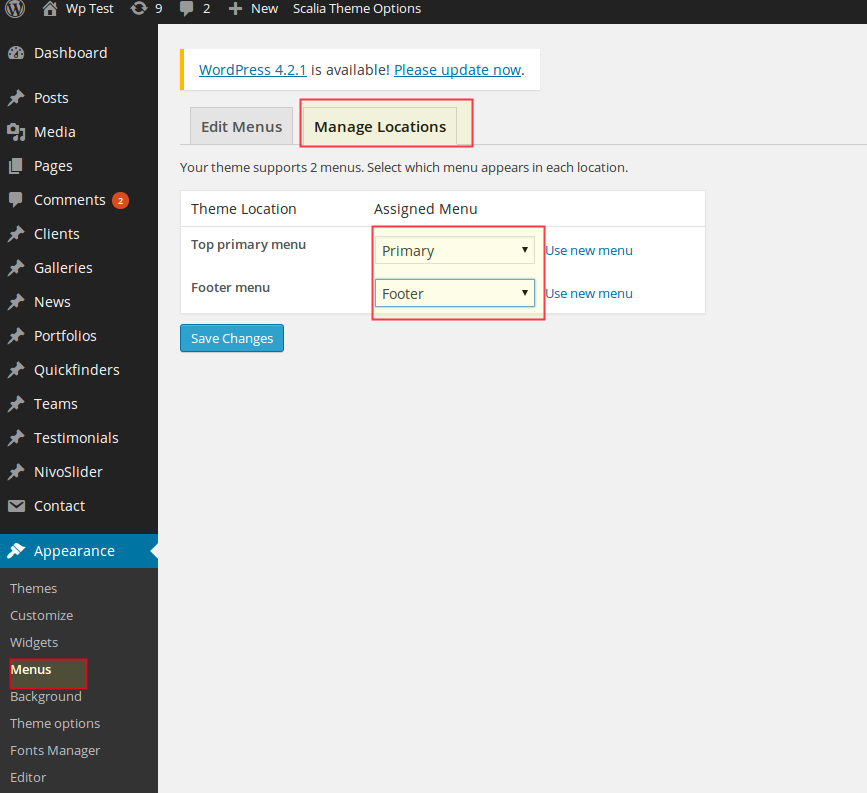 Wp Test 9 2 New Scalia Theme Options
Dashboard
Posts
Media
Pages
Comments 2
Clients
Galleries
News
Portfolios
Quickfinders
Teams
Testimonials
NivoSlider
Contact
Appearance
Themes
Customize
Widgets
Menus
Background
Theme options
Fonts Manager
Editor
WordPress 4.2.1 is available! Please update now.
Edit Menus Manage Locations
Your theme supports 2 menus. Select which menu appears in each location.
Theme Location Assigned Menu
Top primary menu Primary Use new menu
Footer menu Footer Use new menu
Save Changes